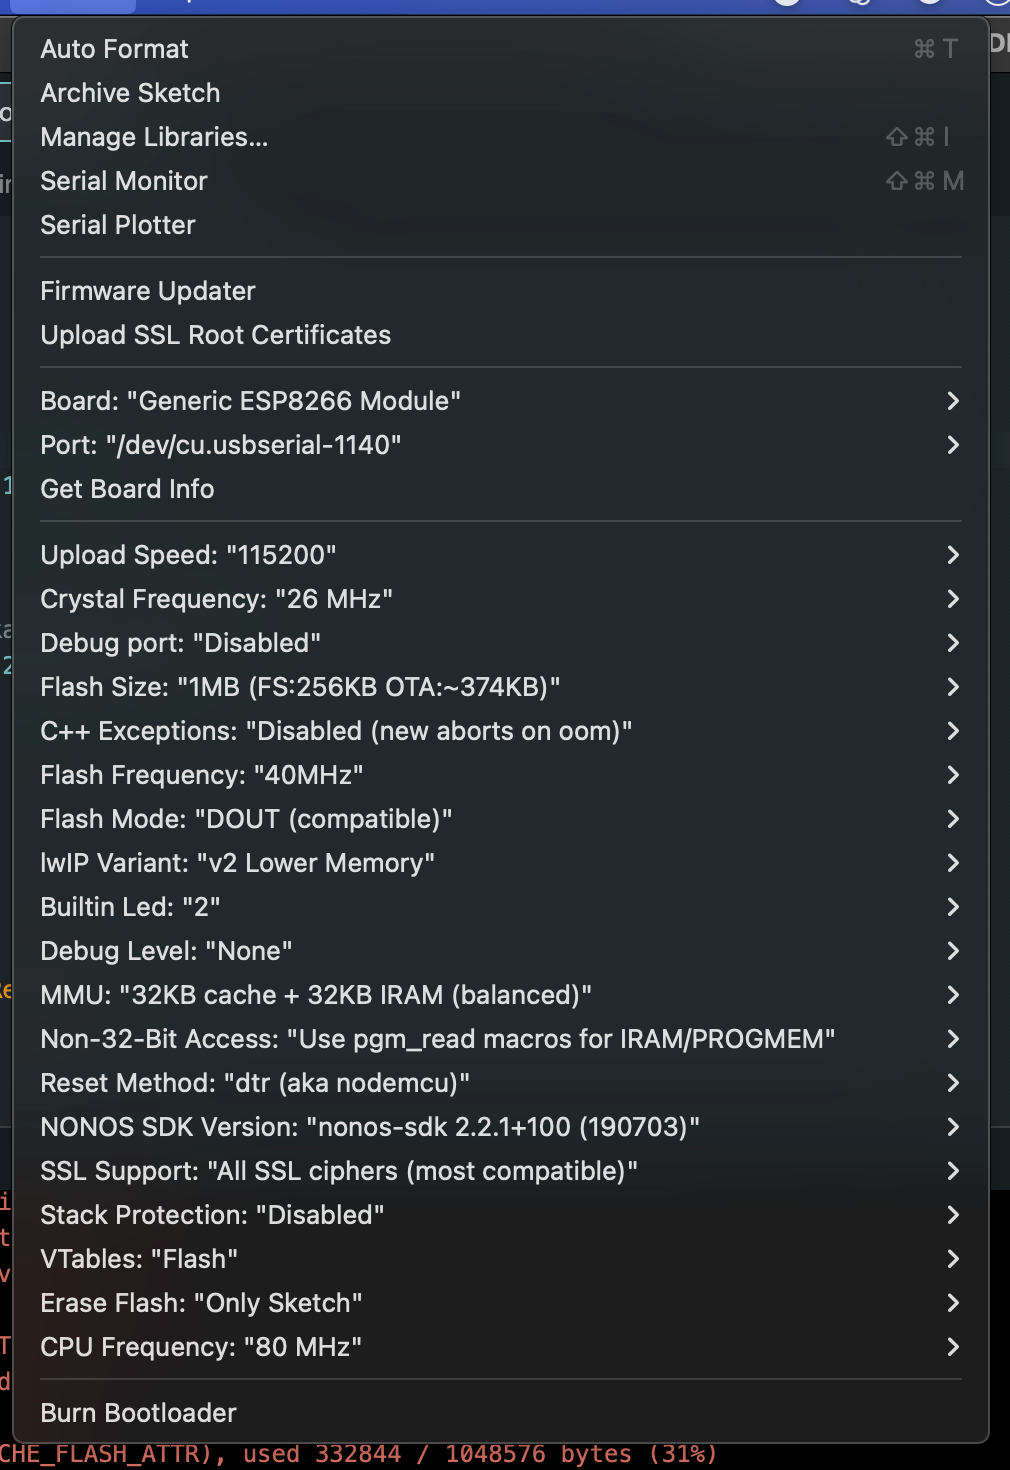 Auto Format ⌘ T
Archive Sketch
Manage Libraries... ⇧ ⌘ I
Serial Monitor ⇧ ⌘ M
Serial Plotter
Firmware Updater
Upload SSL Root Certificates
Board: "Generic ESP8266 Module"
Port: "/dev/cu.usbserial-1140"
Get Board Info
Upload Speed: "115200"
Crystal Frequency: "26 MHz"
Debug port: "Disabled"
Flash Size: "1MB (FS:256KB OTA:~374KB)"
C++ Exceptions: "Disabled (new aborts on oom)"
Flash Frequency: "40MHz"
Flash Mode: "DOUT (compatible)"
lwIP Variant: "v2 Lower Memory"
Builtin Led: "2"
Debug Level: "None"
MMU: "32KB cache + 32KB IRAM (balanced)"
Non-32-Bit Access: "Use pgm_read macros for IRAM/PROGMEM"
Reset Method: "dtr (aka nodemcu)"
NONOS SDK Version: "nonos-sdk 2.2.1+100 (190703)"
SSL Support: "All SSL ciphers (most compatible)"
Stack Protection: "Disabled"
VTables: "Flash"
Erase Flash: "Only Sketch"
CPU Frequency: "80 MHz"
Burn Bootloader
CHE_FLASH_ATTR), used 332844 / 1048576 bytes (31%)